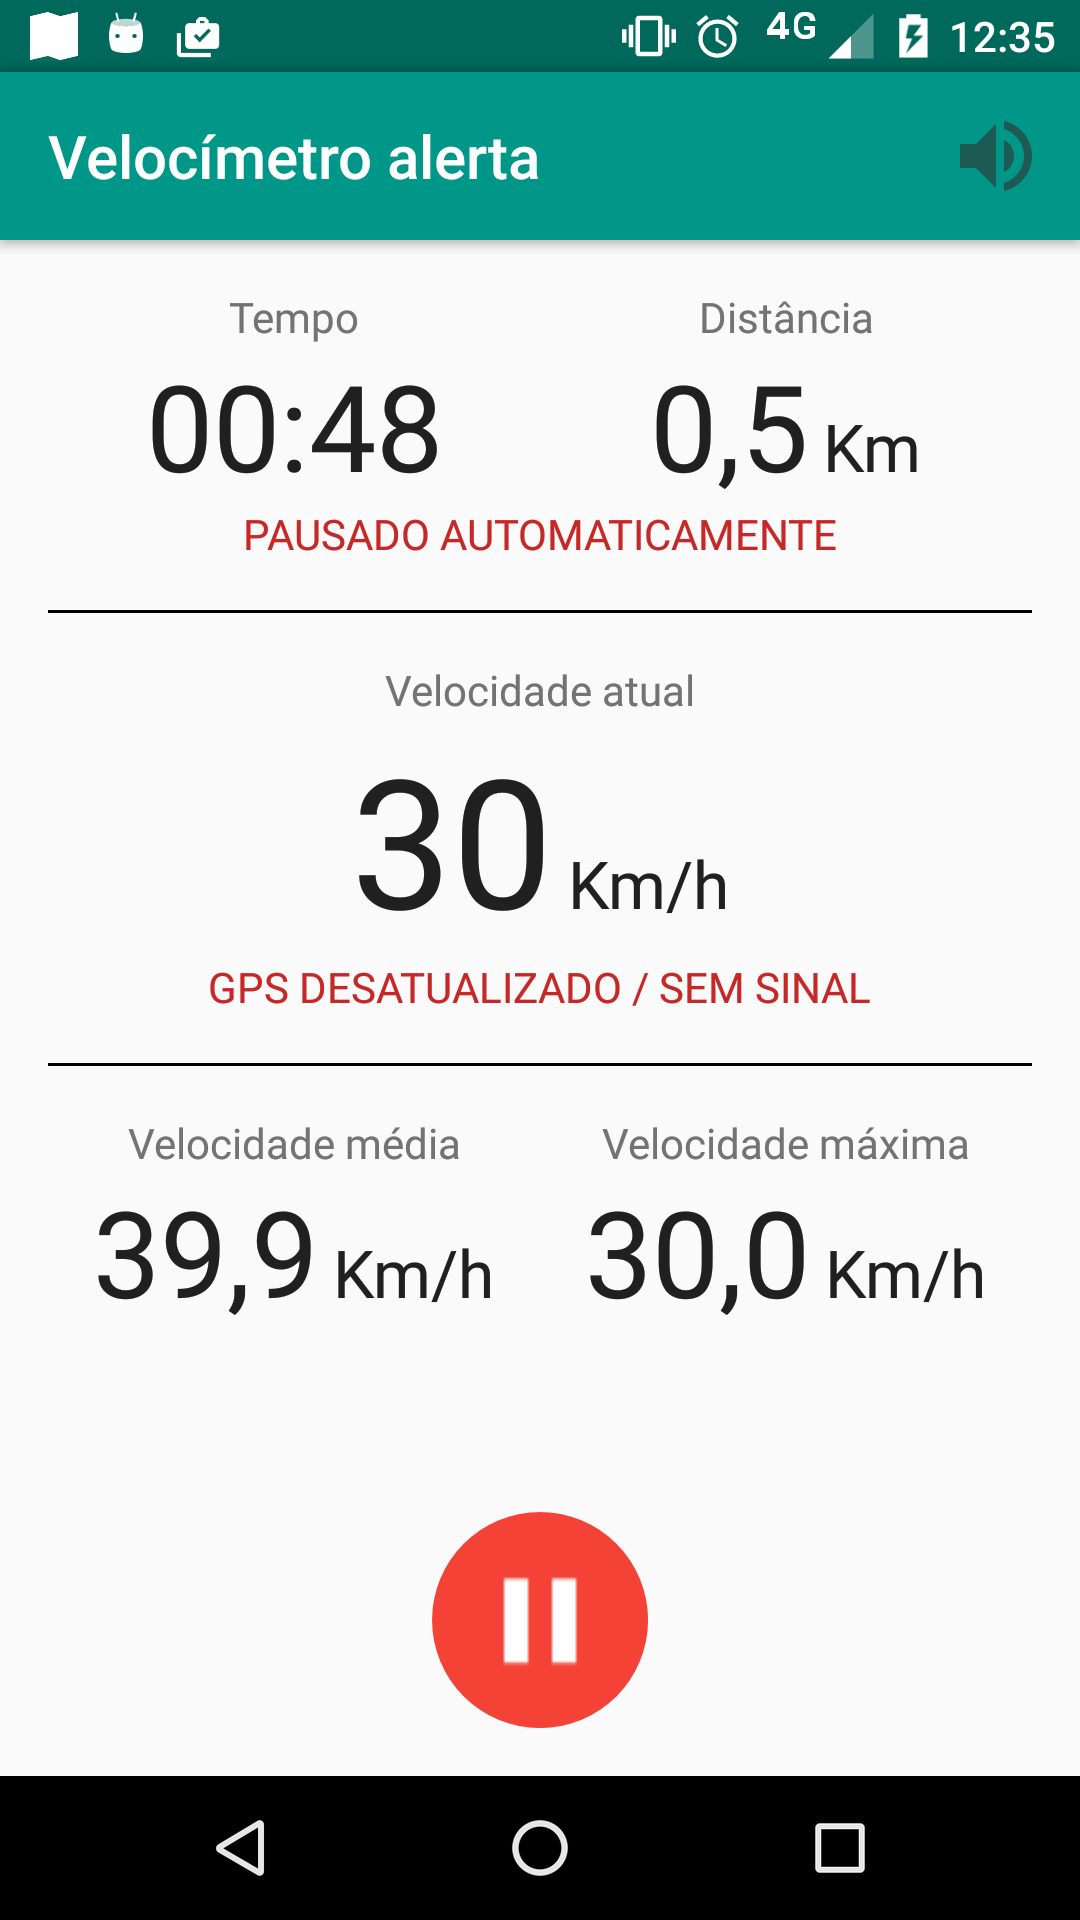 4G 12:35
Velocímetro alerta
Tempo Distância
00:48 0,5 Km
PAUSADO AUTOMATICAMENTE
Velocidade atual
30 Km/h
GPS DESATUALIZADO / SEM SINAL
Velocidade média Velocidade máxima
39,9 Km/h 30,0 Km/h